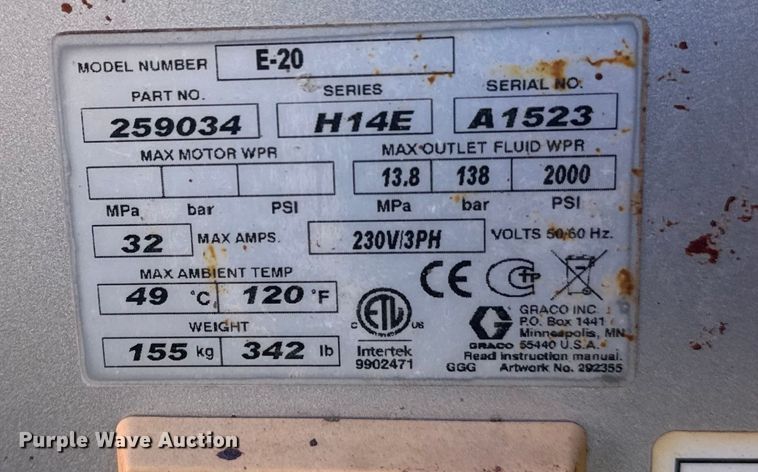 MODEL NUMBER E-20
PART NO. SERIES SERIAL NO.
259034 H14E A1523
MAX MOTOR WPR MAX OUTLET FLUID WPR
13.8 138 2000
MPa bar PSI MPa bar PSI
32 MAX AMPS. 230V/3PH VOLTS 50/60 Hz.
MAX AMBIENT TEMP
49 °C 120 °F
WEIGHT
155 kg 342 lb
C ETL US
Intertek
9902471
GRACO
GRACO INC.
P.O. Box 1441
Minneapolis, MN
55440 U.S.A.
Read instruction manual.
GGG Artwork No. 292355
Purple Wave Auction